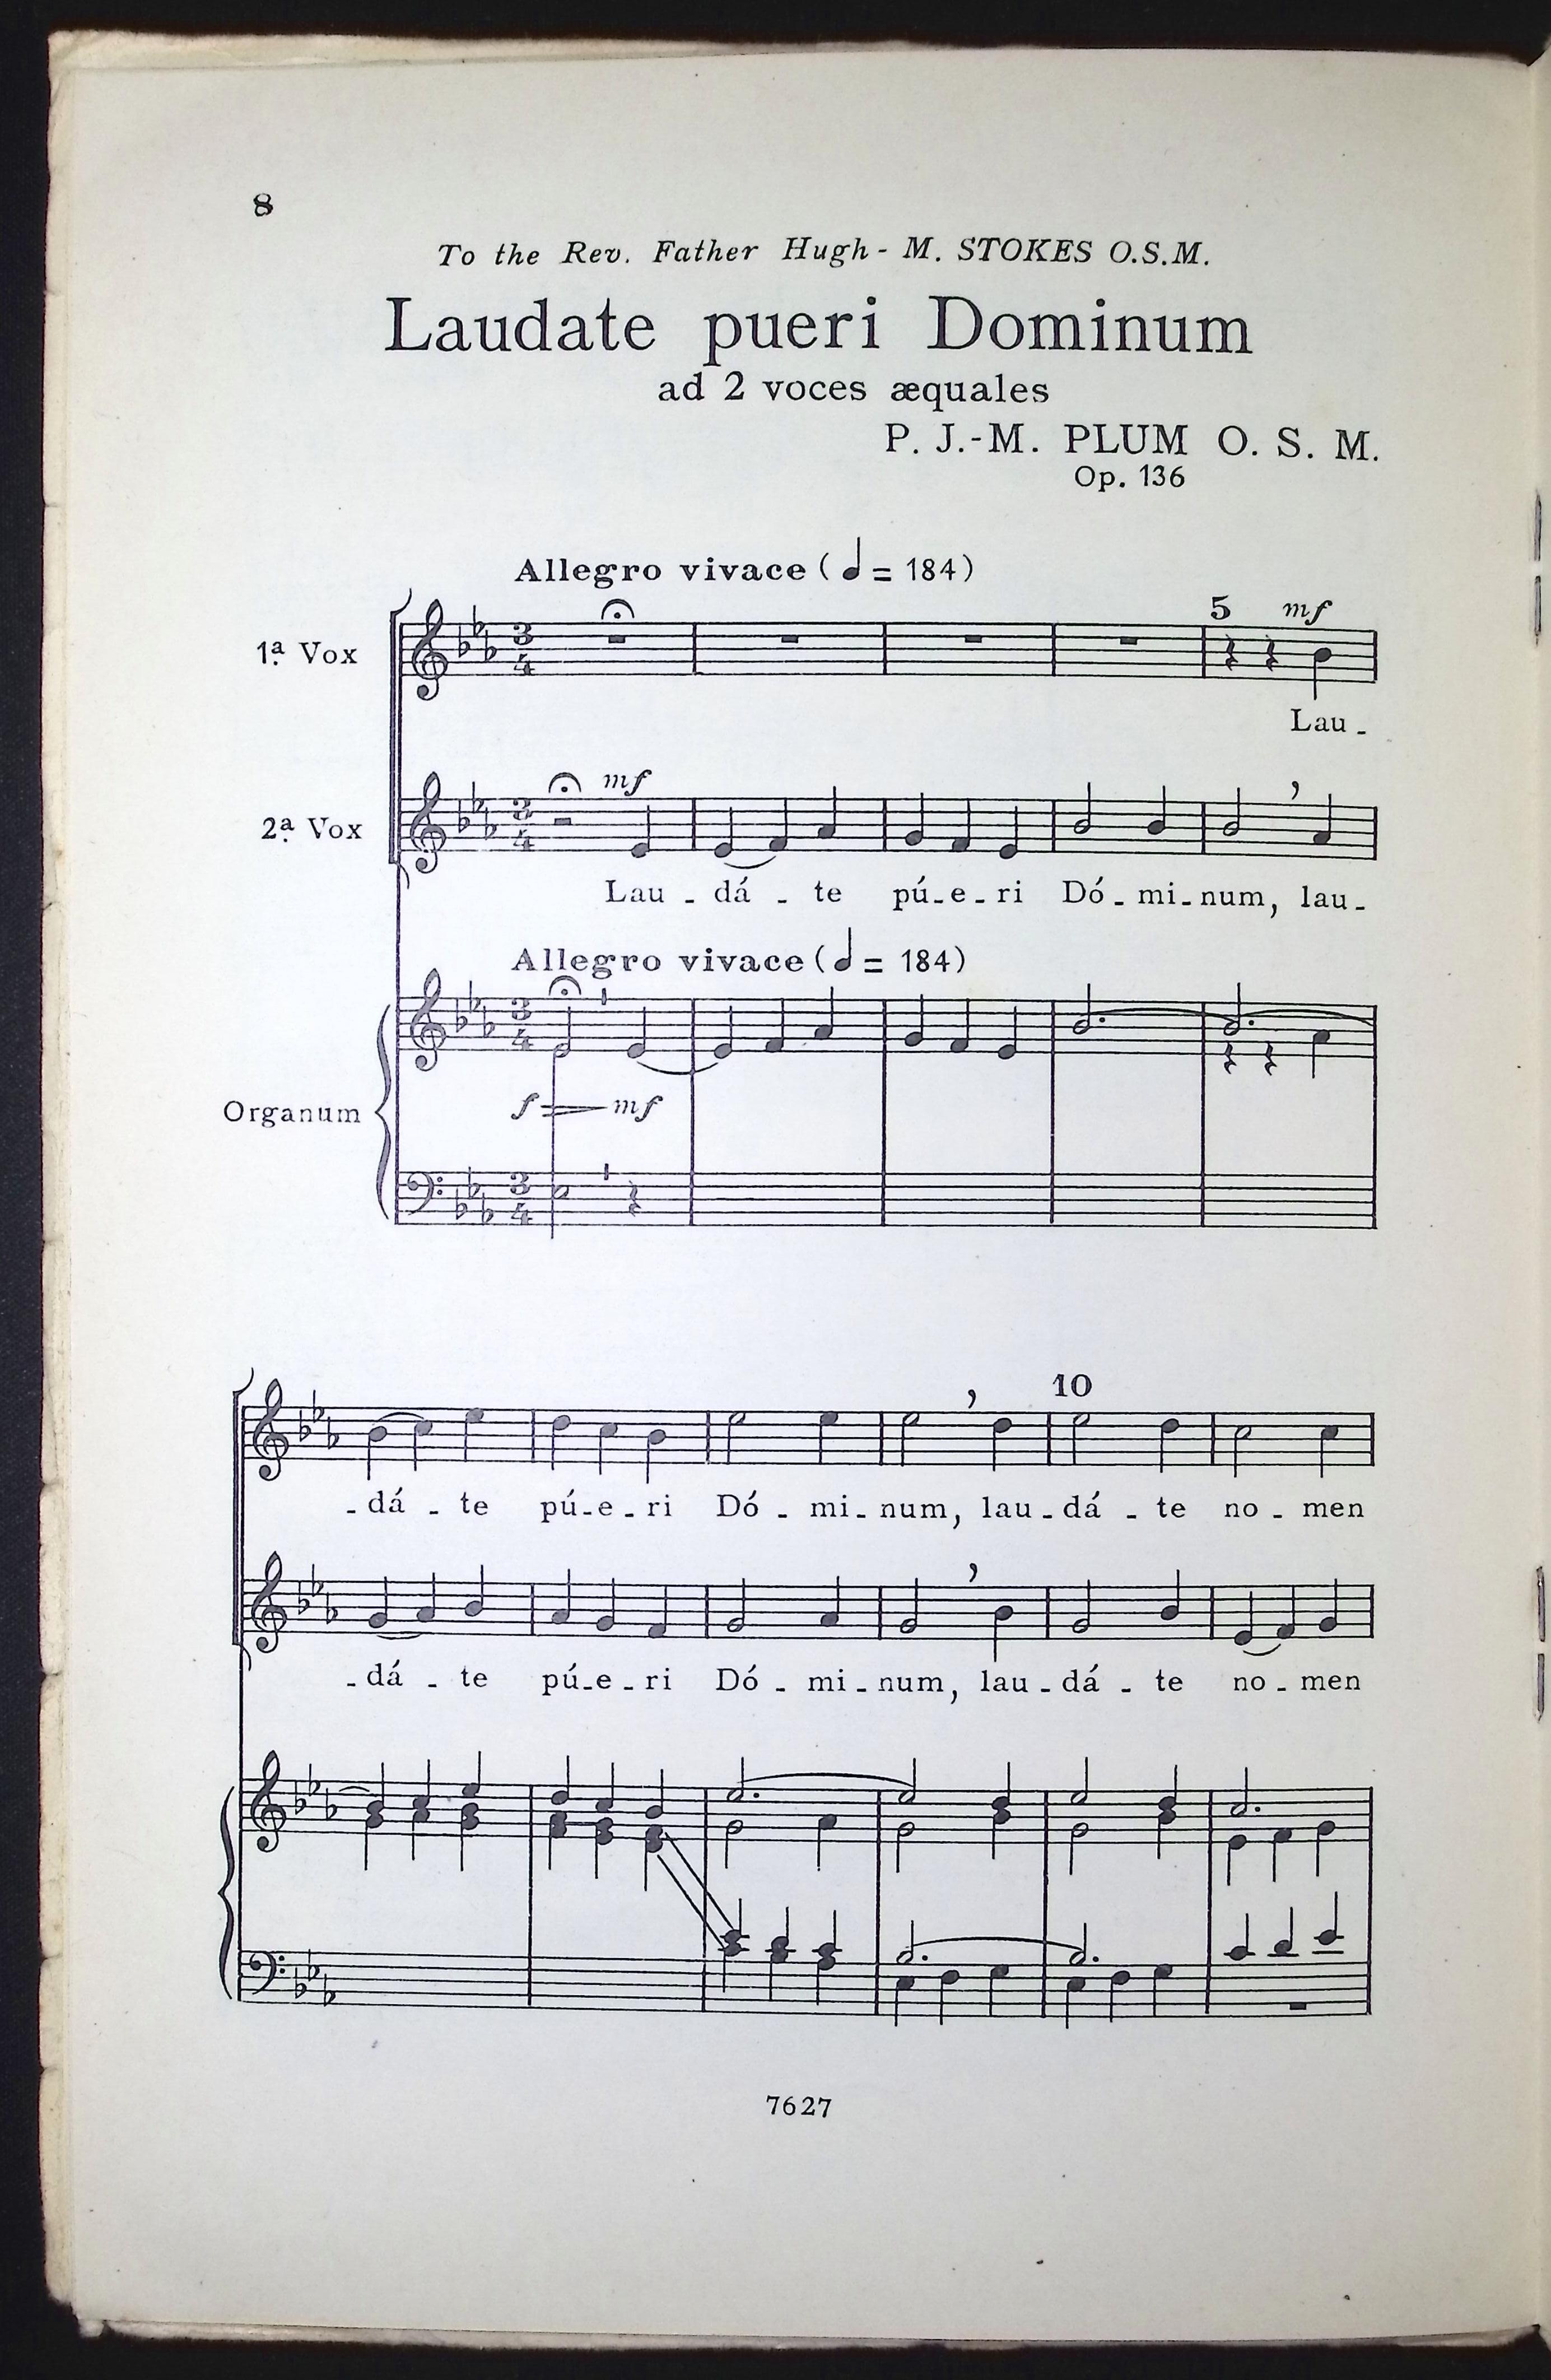 8
To the Rev. Father Hugh - M. STOKES O.S.M.
Laudate pueri Dominum
ad 2 voces æquales
P. J.-M. PLUM O. S. M.
Op. 136
Allegro vivace (♩ = 184)
5 mf
1ª. Vox
Lau -
mf
2ª. Vox
Lau - dá - te pú - e - ri Dó - mi - num, lau -
Allegro vivace (♩ = 184)
Organum
f mf
10
- dá - te pú - e - ri Dó - mi - num, lau - dá - te no - men
- dá - te pú - e - ri Dó - mi - num, lau - dá - te no - men
7627